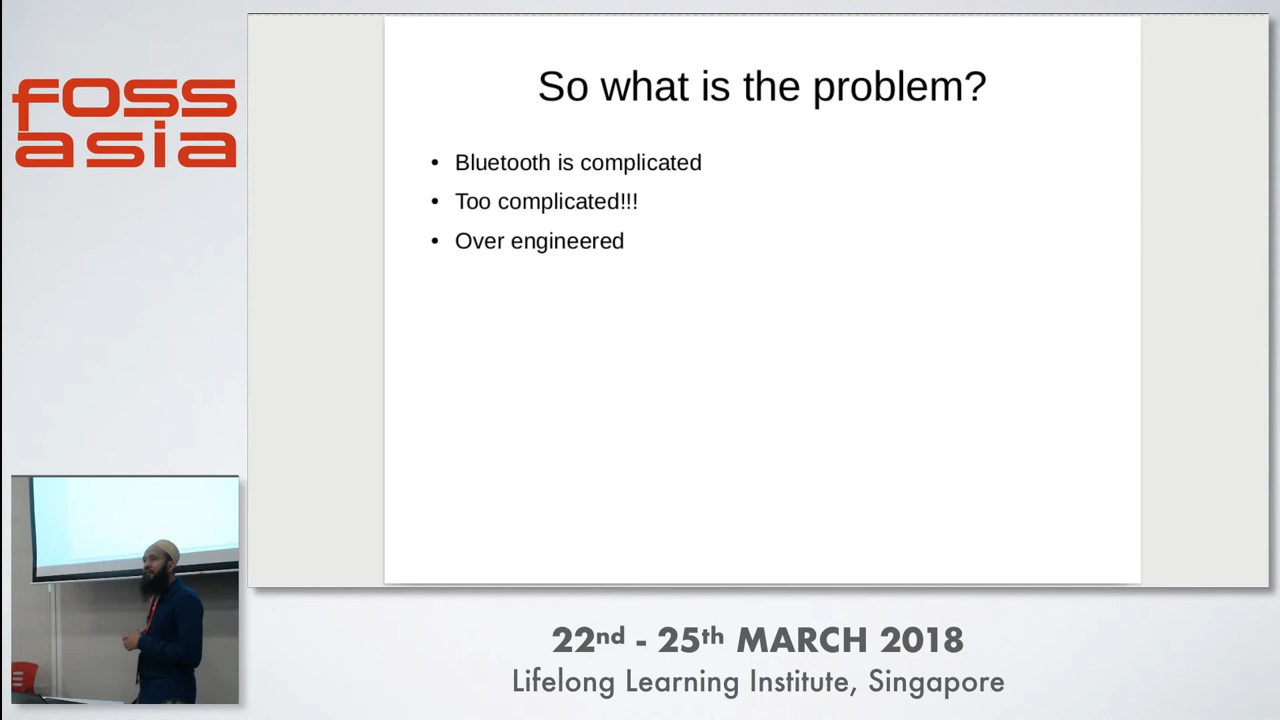 foss
asia
So what is the problem?
• Bluetooth is complicated
• Too complicated!!!
• Over engineered
22nd - 25th MARCH 2018
Lifelong Learning Institute, Singapore